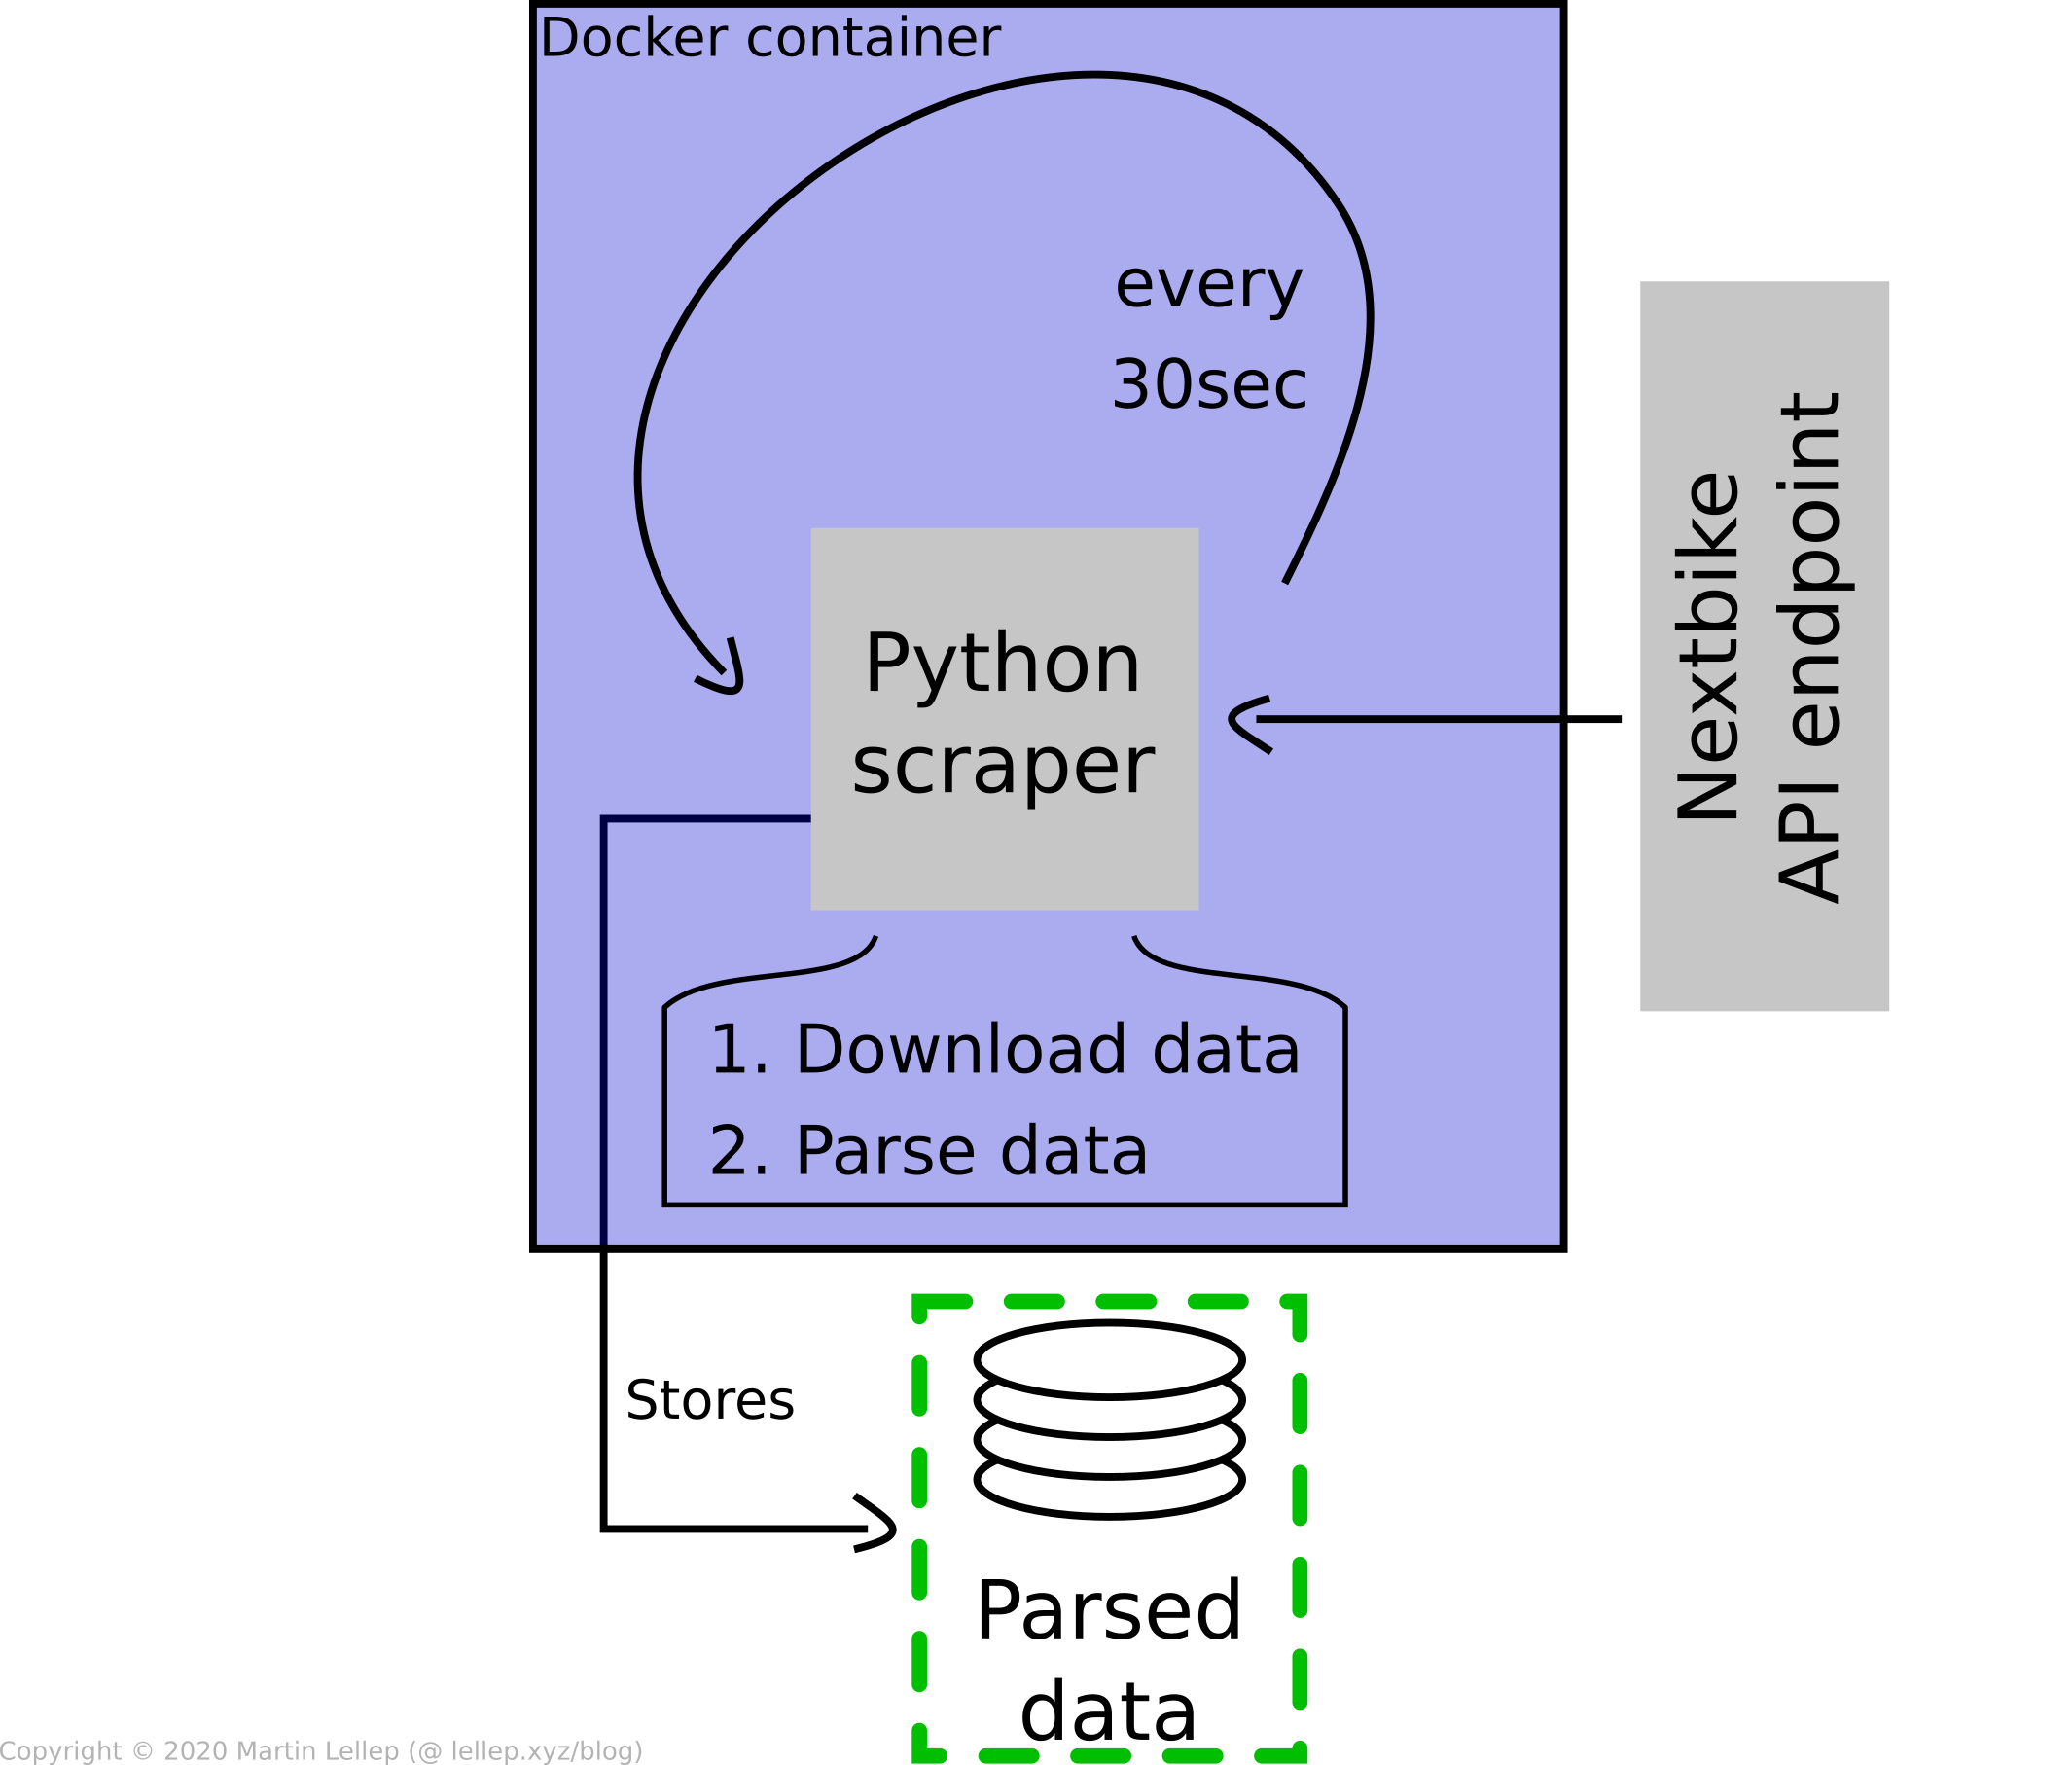 Docker container
every
30sec
Python
scraper
Nextbike
API endpoint
1. Download data
2. Parse data
Stores
Parsed
data
Copyright © 2020 Martin Lellep (@ lellep.xyz/blog)